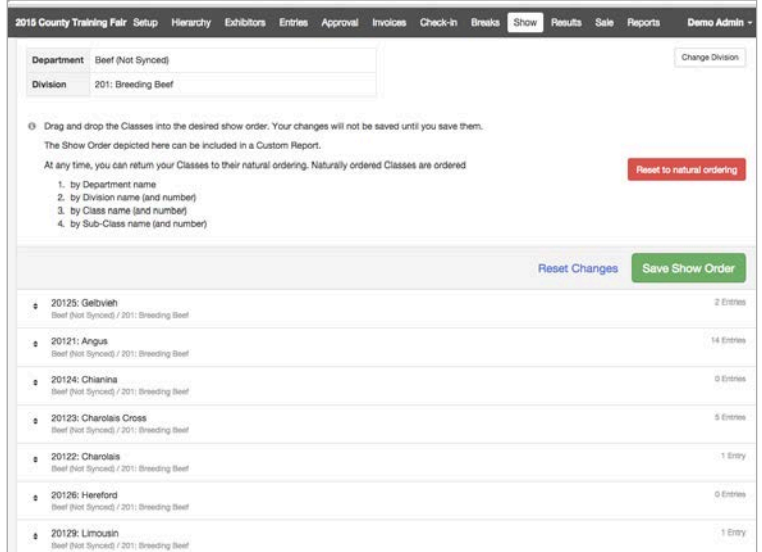 2015 County Training Fair Setup Hierarchy Exhibitors Entries Approval Invoices Check-in Breaks Show Results Sale Reports Demo Admin
Department Beef (Not Synced) Change Division
Division 201: Breeding Beef
Drag and drop the Classes into the desired show order. Your changes will not be saved until you save them.
The Show Order depicted here can be included in a Custom Report.
At any time, you can return your Classes to their natural ordering. Naturally ordered Classes are ordered
Reset to natural ordering
1. by Department name
2. by Division name (and number)
3. by Class name (and number)
4. by Sub-Class name (and number)
Reset Changes Save Show Order
20125: Gelbvieh 2 Entries
Beef (Not Synced) / 201: Breeding Beef
20121: Angus 14 Entries
Beef (Not Synced) / 201: Breeding Beef
20124: Chianina 0 Entries
Beef (Not Synced) / 201: Breeding Beef
20123: Charolais Cross 5 Entries
Beef (Not Synced) / 201: Breeding Beef
20122: Charolais 1 Entry
Beef (Not Synced) / 201: Breeding Beef
20126: Hereford 0 Entries
Beef (Not Synced) / 201: Breeding Beef
20129: Limousin 1 Entry
Beef (Not Synced) / 201: Breeding Beef